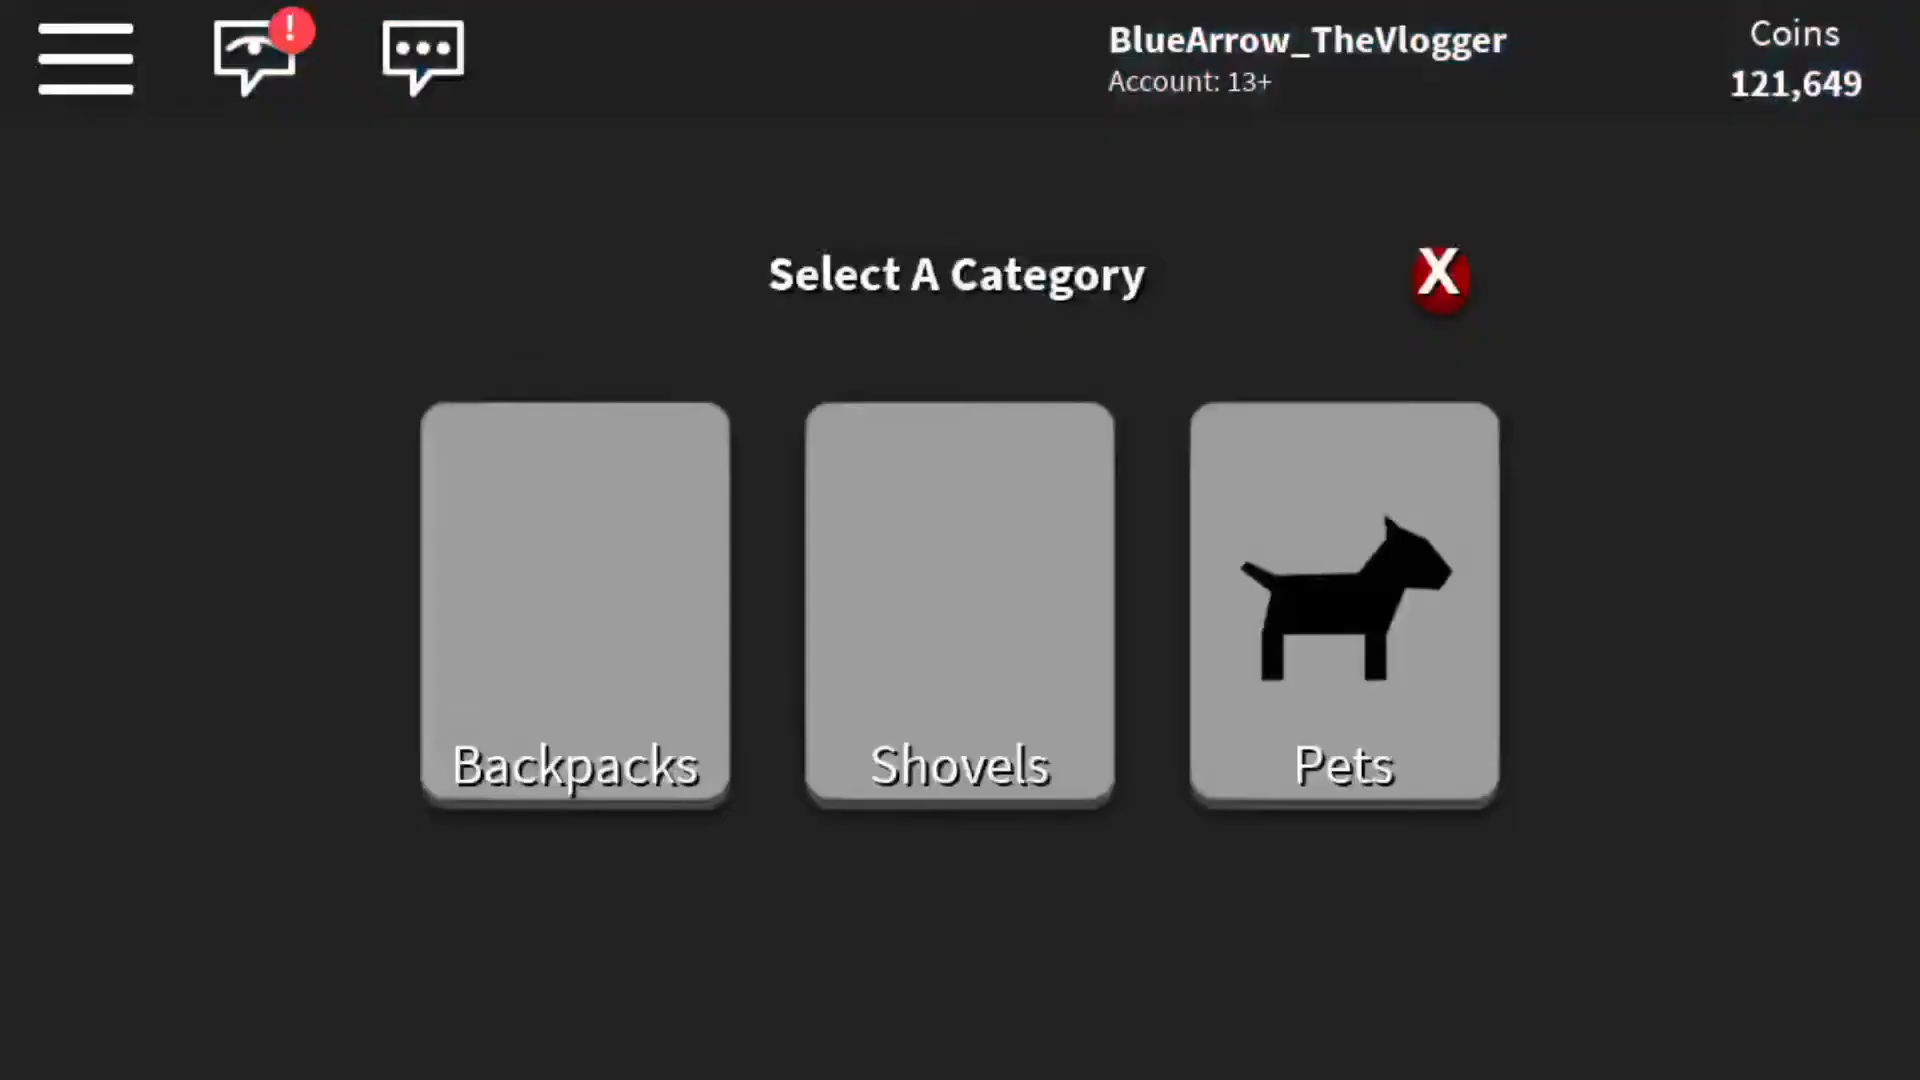 !
BlueArrow_TheVlogger
Account: 13+
Coins
121,649
Select A Category
X
Backpacks
Shovels
Pets